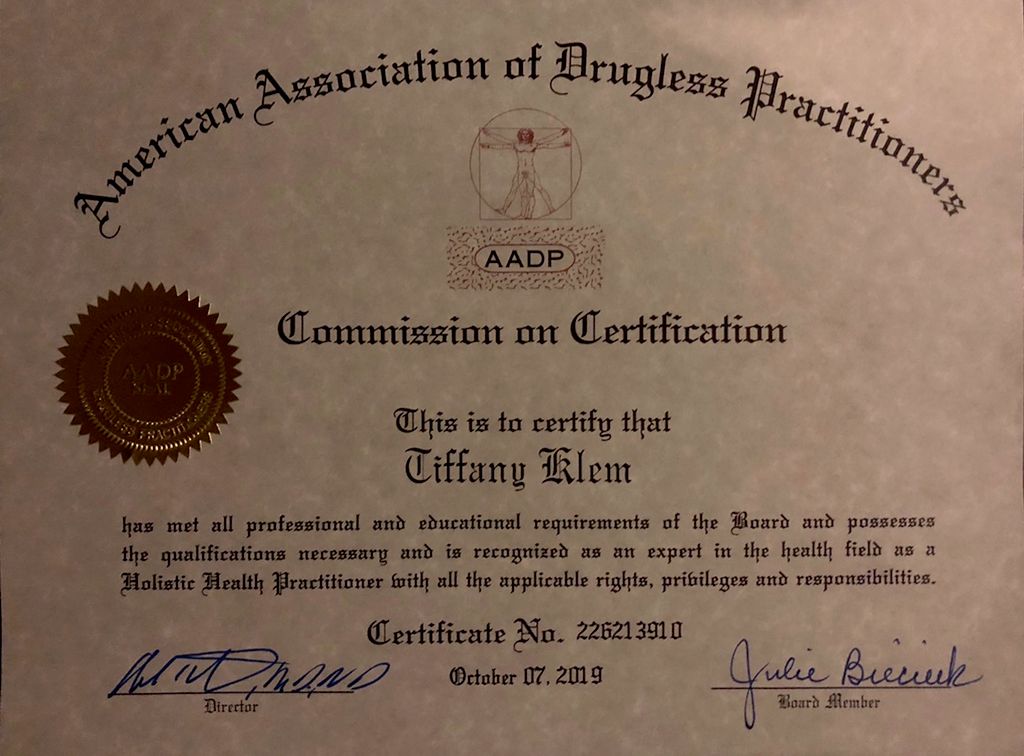 American Association of Drugless Practitioners
AADP
Commission on Certification
AADP
SEAL
This is to certify that
Tiffany Klem
has met all professional and educational requirements of the Board and possesses
the qualifications necessary and is recognized as an expert in the health field as a
Holistic Health Practitioner with all the applicable rights, privileges and responsibilities.
Certificate No. 226213910
October 07, 2019
Julie
Director
Board Member